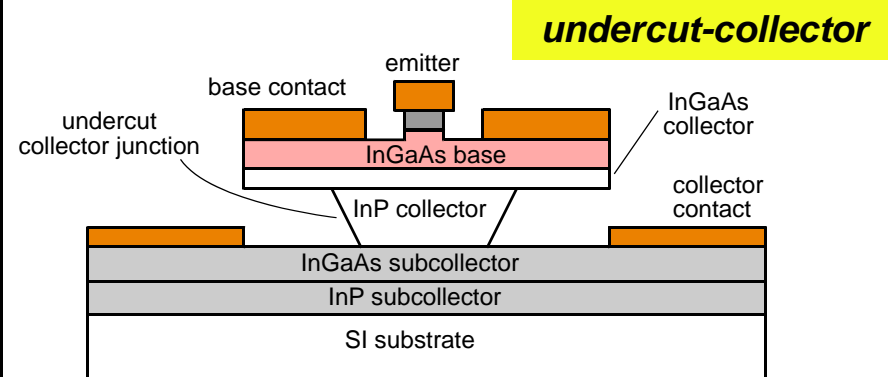 undercut-collector
emitter
base contact
InGaAs
collector
undercut
collector junction
InGaAs base
collector
contact
InP collector
InGaAs subcollector
InP subcollector
SI substrate